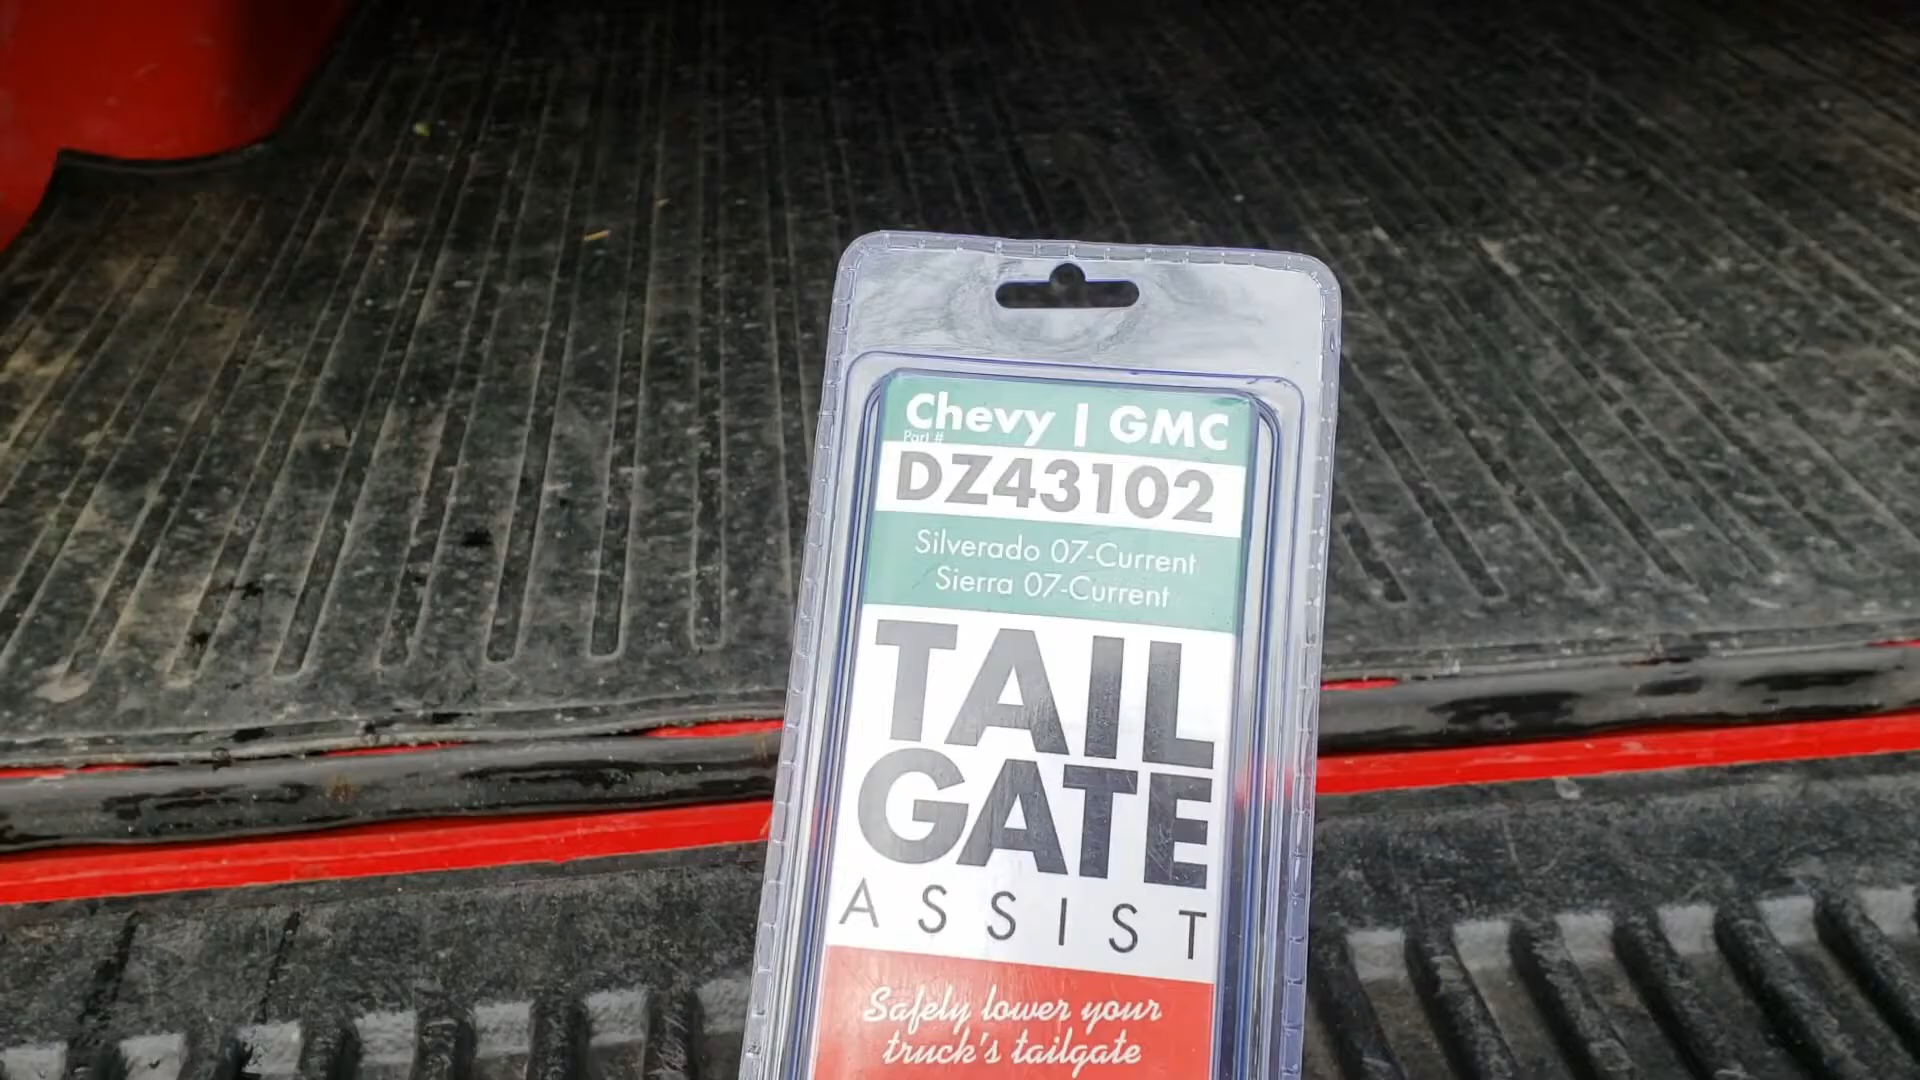 Chevy | GMC
Part #
DZ43102
Silverado 07-Current
Sierra 07-Current
TAIL
GATE
ASSIST
Safely lower your
truck's tailgate